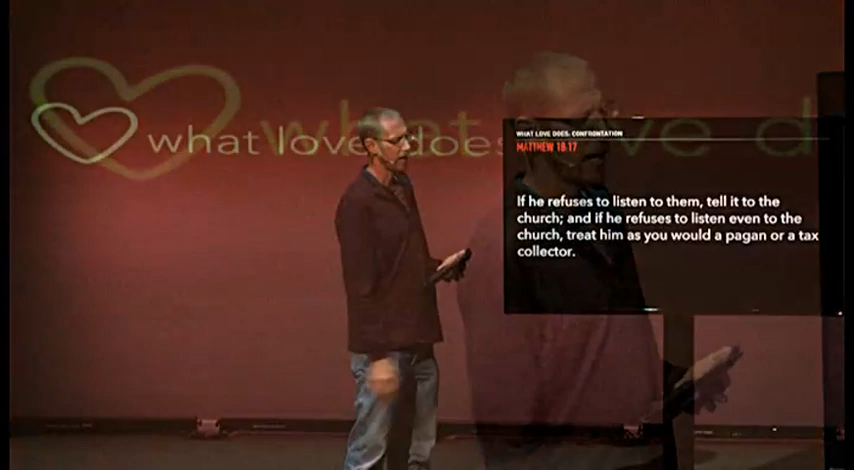 what love does
what love d
WHAT LOVE DOES: CONFRONTATION
MATTHEW 18:17
If he refuses to listen to them, tell it to the
church; and if he refuses to listen even to the
church, treat him as you would a pagan or a tax
collector.